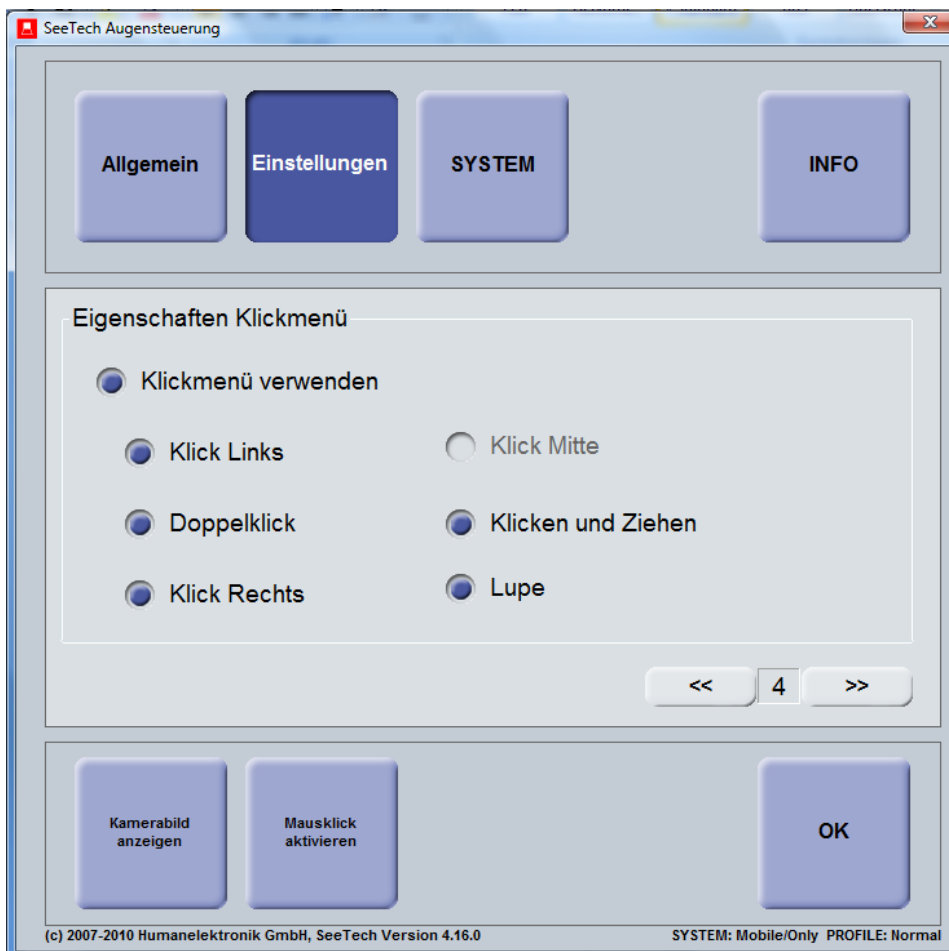 SeeTech Augensteuerung
Allgemein
Einstellungen
SYSTEM
INFO
Eigenschaften Klickmenü
Klickmenü verwenden
Klick Links
Klick Mitte
Doppelklick
Klicken und Ziehen
Klick Rechts
Lupe
<< 4 >>
Kamerabild
anzeigen
Mausklick
aktivieren
OK
(c) 2007-2010 Humanelektronik GmbH, SeeTech Version 4.16.0
SYSTEM: Mobile/Only PROFILE: Normal